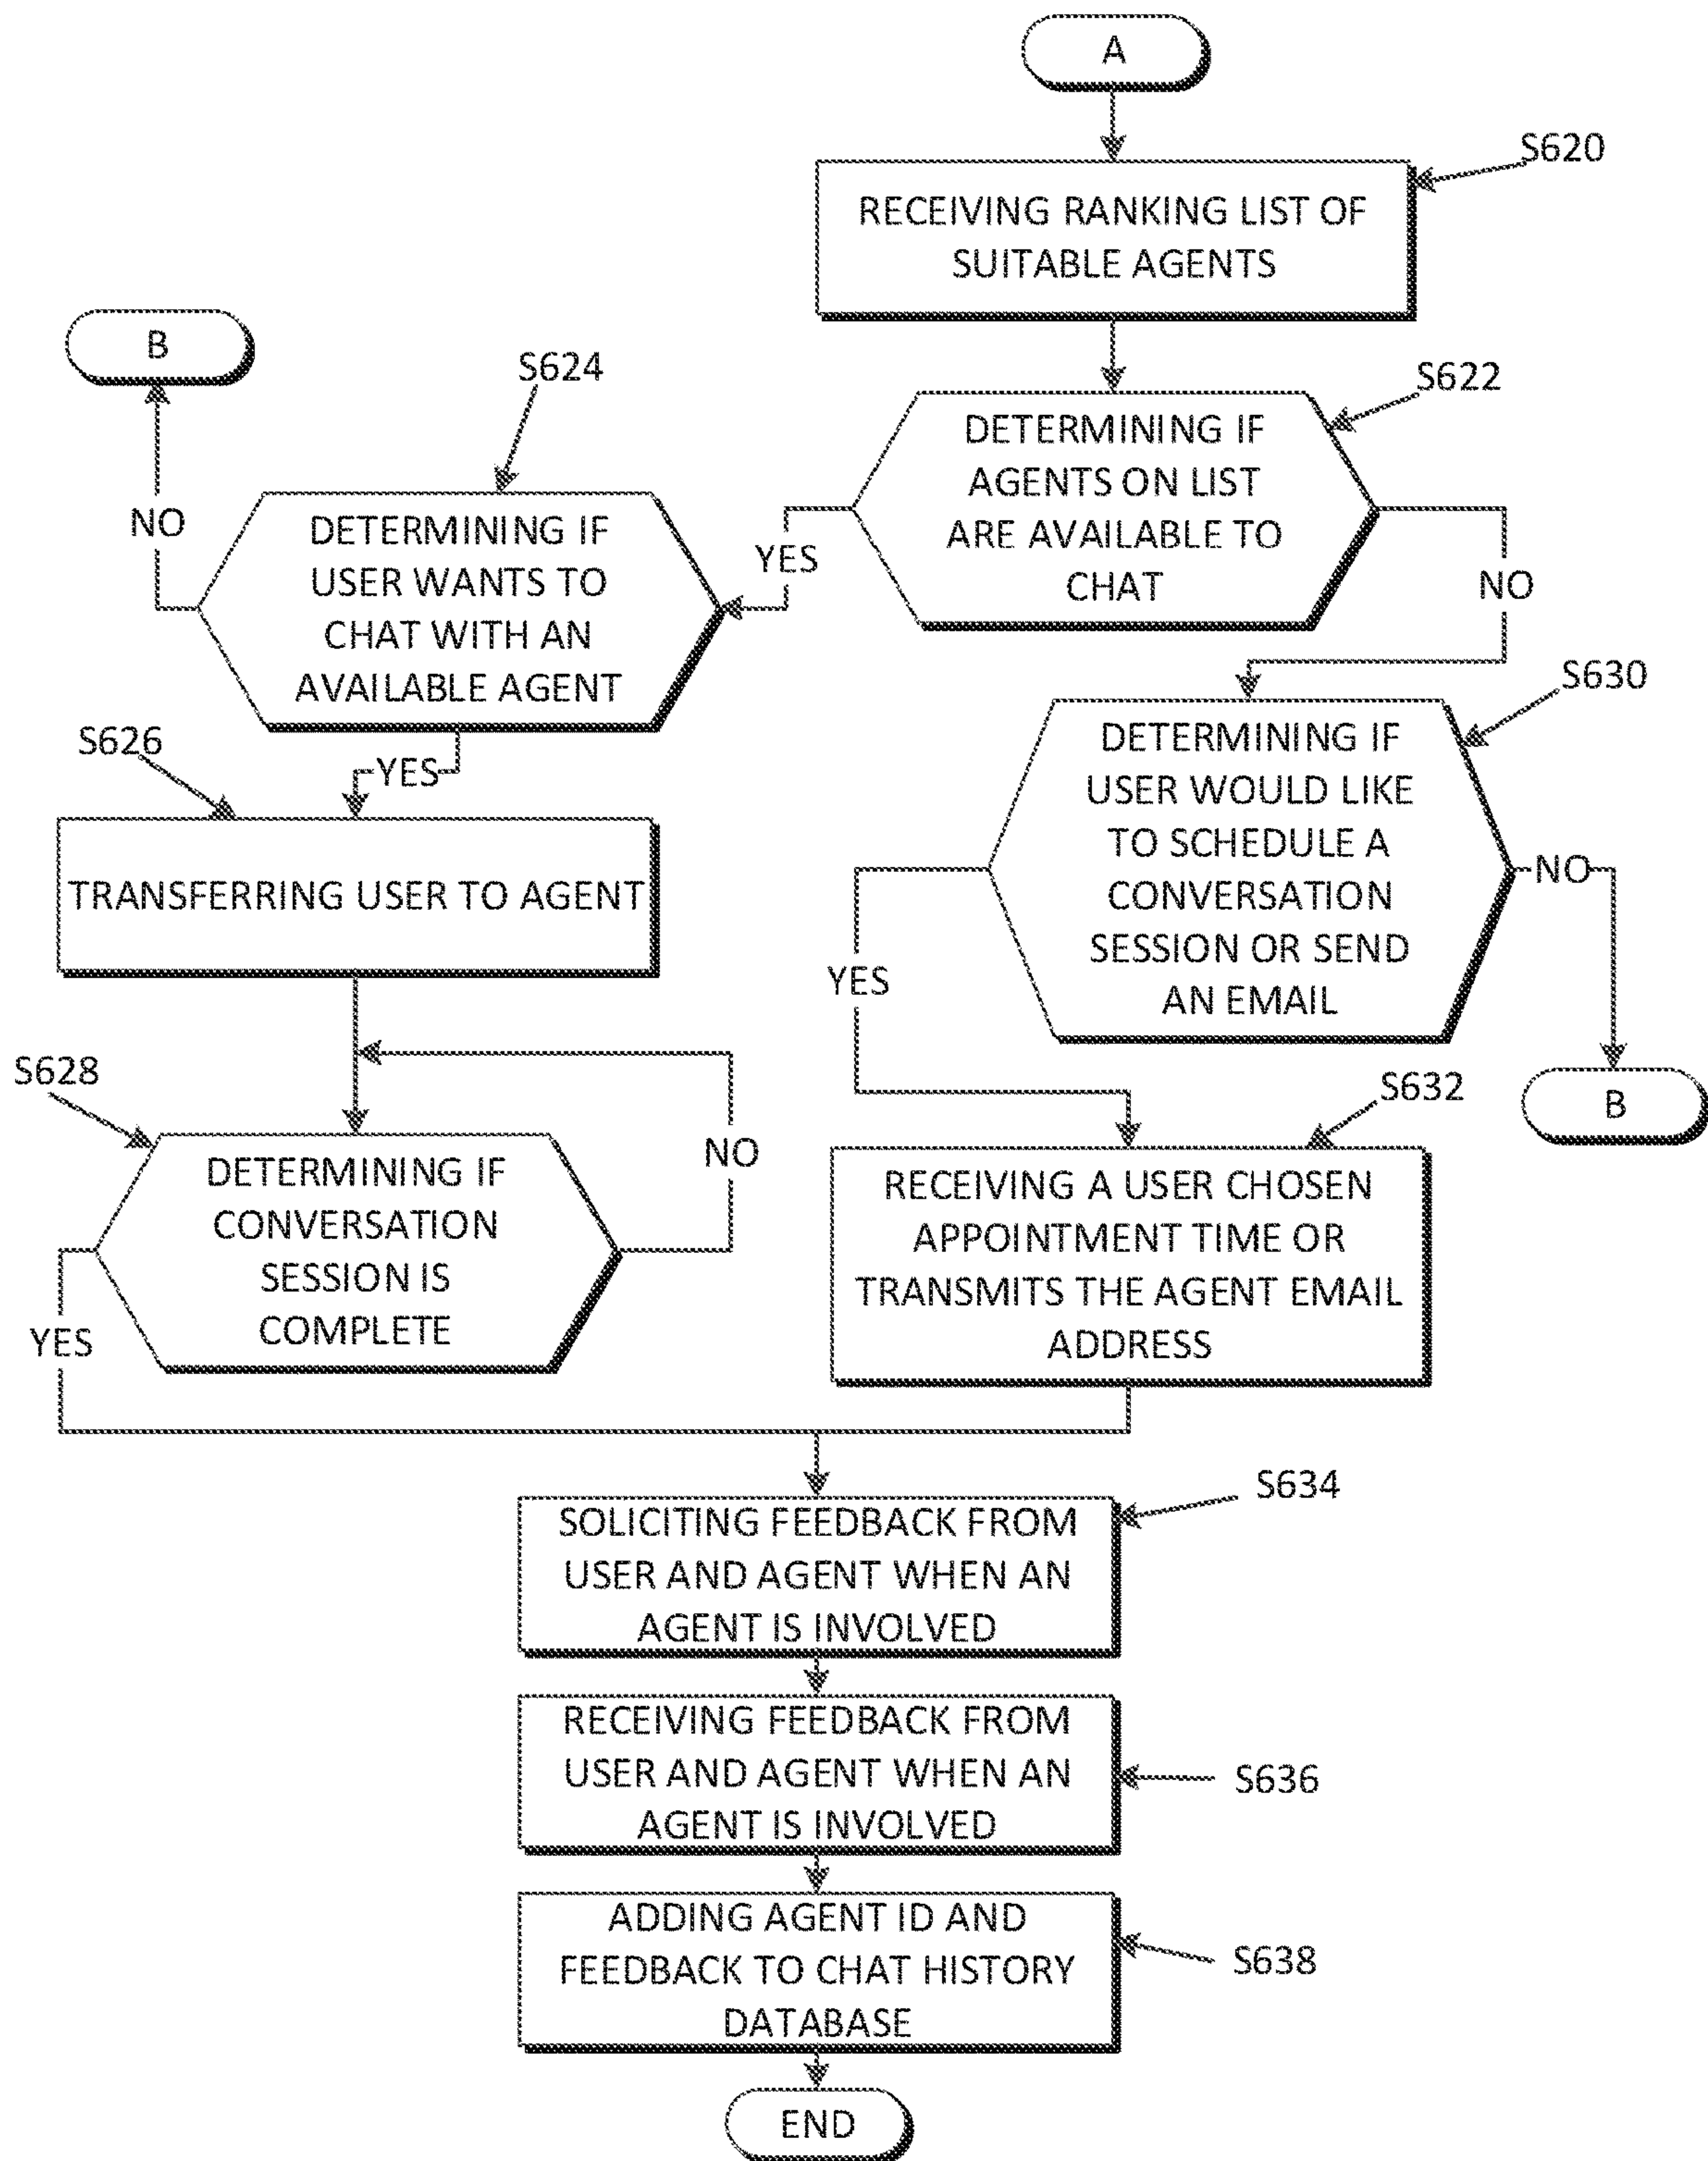 A
S620
RECEIVING RANKING LIST OF
SUITABLE AGENTS
B
S624
S622
DETERMINING IF
AGENTS ON LIST
ARE AVAILABLE TO
CHAT
NO
YES
NO
DETERMINING IF
USER WANTS TO
CHAT WITH AN
AVAILABLE AGENT
S630
DETERMINING IF
USER WOULD LIKE
TO SCHEDULE A
CONVERSATION
SESSION OR SEND
AN EMAIL
S626
YES
TRANSFERRING USER TO AGENT
NO
YES
B
S628
NO
DETERMINING IF
CONVERSATION
SESSION IS
COMPLETE
YES
S632
RECEIVING A USER CHOSEN
APPOINTMENT TIME OR
TRANSMITS THE AGENT EMAIL
ADDRESS
S634
SOLICITING FEEDBACK FROM
USER AND AGENT WHEN AN
AGENT IS INVOLVED
RECEIVING FEEDBACK FROM
USER AND AGENT WHEN AN
AGENT IS INVOLVED
S636
ADDING AGENT ID AND
FEEDBACK TO CHAT HISTORY
DATABASE
S638
END